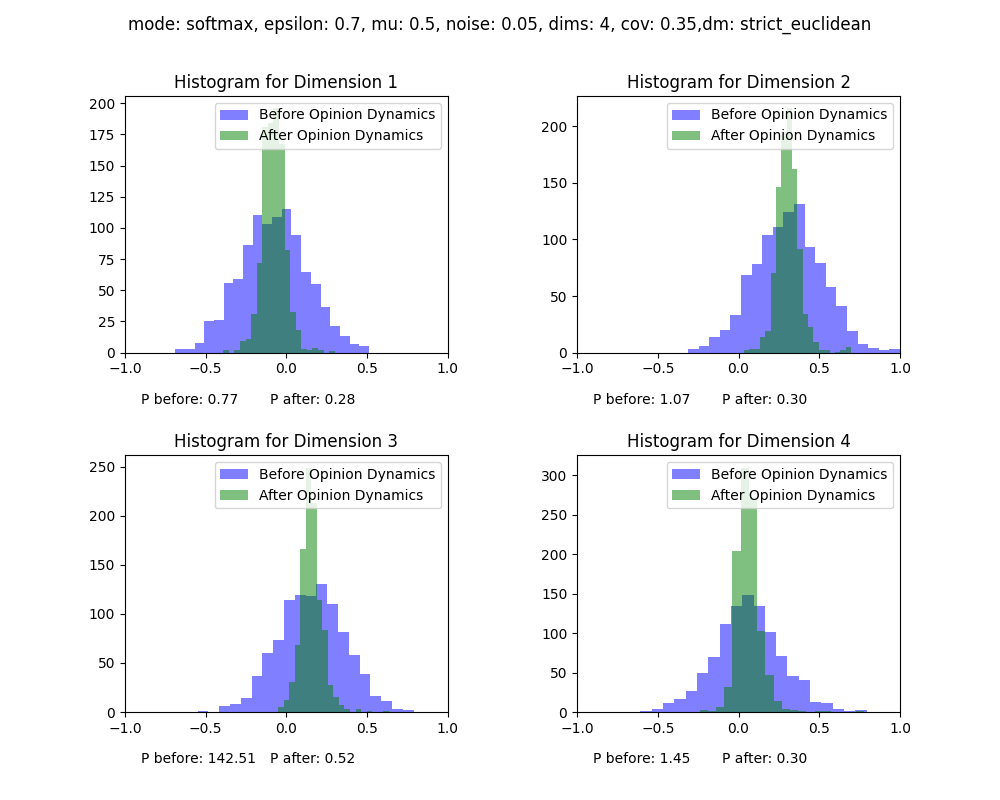 mode: softmax, epsilon: 0.7, mu: 0.5, noise: 0.05, dims: 4, cov: 0.35,dm: strict_euclidean
Histogram for Dimension 1
Before Opinion Dynamics
After Opinion Dynamics
200
175
150
125
100
75
50
25
0
−1.0 −0.5 0.0 0.5 1.0
P before: 0.77 P after: 0.28
Histogram for Dimension 2
Before Opinion Dynamics
After Opinion Dynamics
200
150
100
50
0
−1.0 −0.5 0.0 0.5 1.0
P before: 1.07 P after: 0.30
Histogram for Dimension 3
Before Opinion Dynamics
After Opinion Dynamics
250
200
150
100
50
0
−1.0 −0.5 0.0 0.5 1.0
P before: 142.51 P after: 0.52
Histogram for Dimension 4
Before Opinion Dynamics
After Opinion Dynamics
300
250
200
150
100
50
0
−1.0 −0.5 0.0 0.5 1.0
P before: 1.45 P after: 0.30